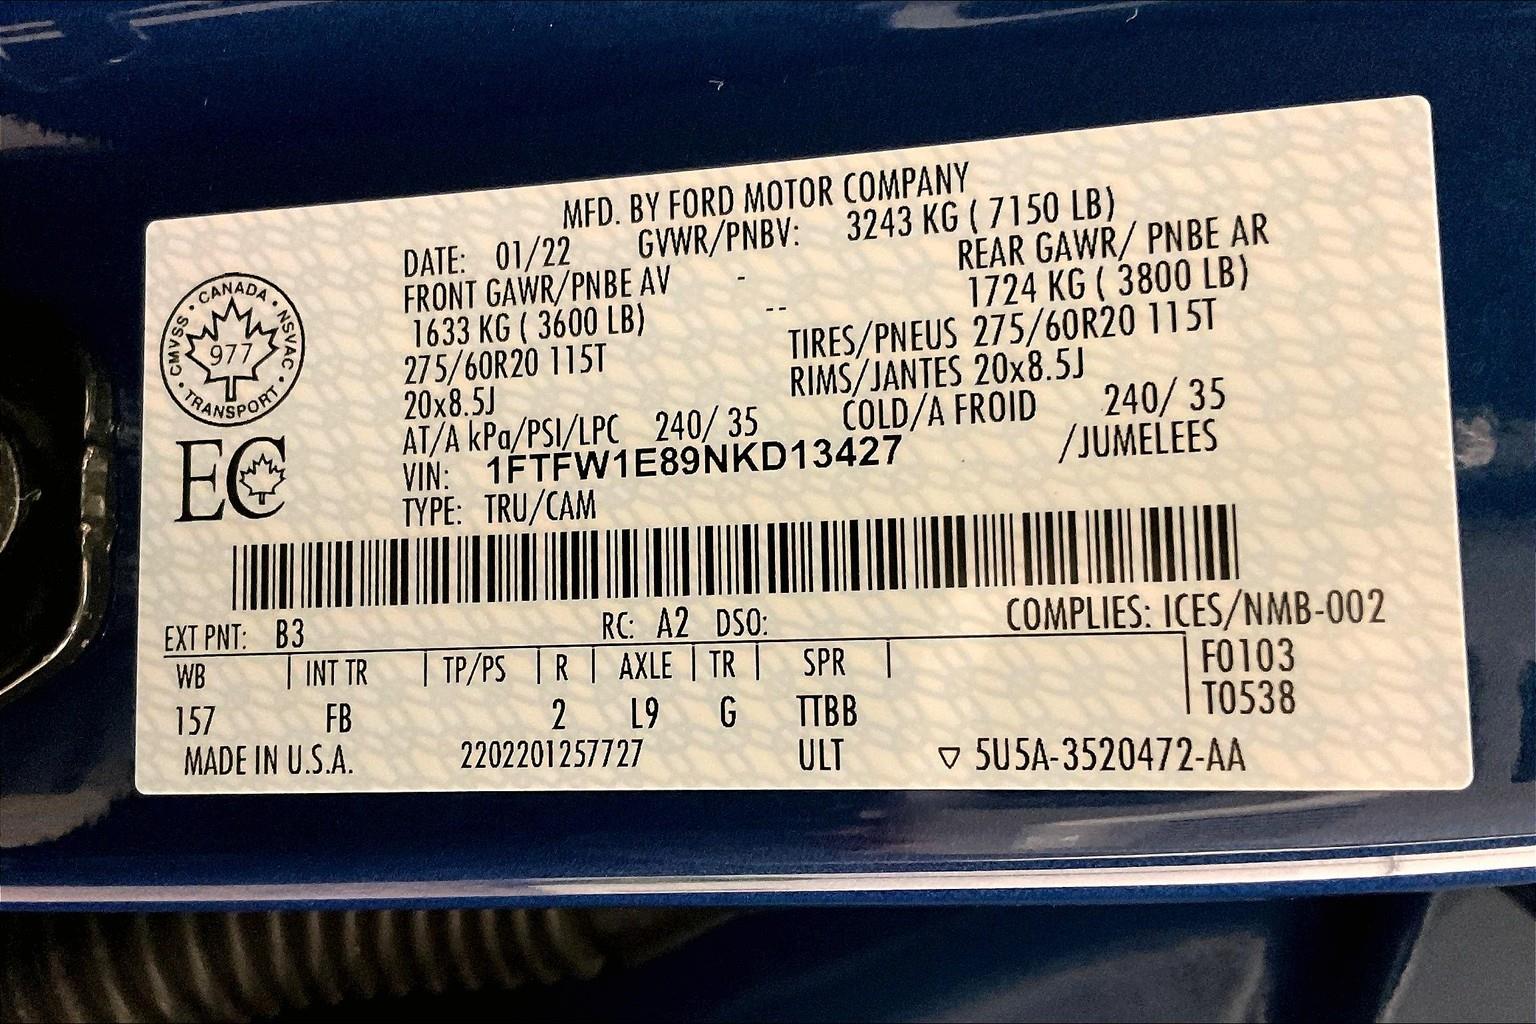 MFD. BY FORD MOTOR COMPANY
DATE: 01/22 GVWR/PNBV: 3243 KG ( 7150 LB)
FRONT GAWR/PNBE AV - REAR GAWR/ PNBE AR
1633 KG ( 3600 LB) -- 1724 KG ( 3800 LB)
275/60R20 115T TIRES/PNEUS 275/60R20 115T
20x8.5J RIMS/JANTES 20x8.5J
AT/A kPa/PSI/LPC 240/ 35 COLD/A FROID 240/ 35
VIN: 1FTFW1E89NKD13427 /JUMELEES
TYPE: TRU/CAM
CANADA • NSVAC • TRANSPORT • CMVSS •
977
EC
EXT PNT: B3 RC: A2 DSO: COMPLIES: ICES/NMB-002
WB | INT TR | TP/PS | R | AXLE | TR | SPR | F0103
157 FB 2 L9 G TTBB T0538
MADE IN U.S.A. 2202201257727 ULT ▽ 5U5A-3520472-AA